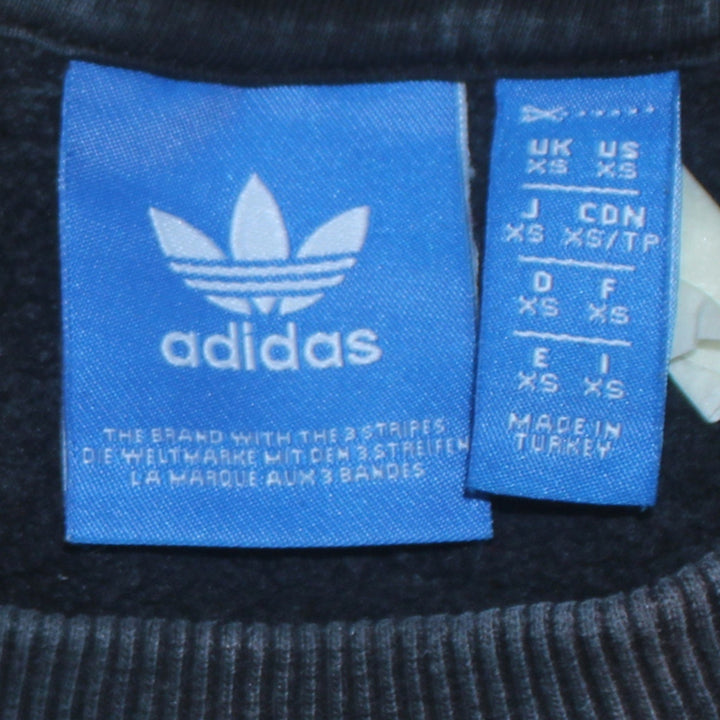 adidas
THE BRAND WITH THE 3 STRIPES
DIE WELTMARKE MIT DEN 3 STREIFEN
LA MARQUE AUX 3 BANDES
UK US
XS XS
J CDN
XS XS/TP
D F
XS XS
E I
XS XS
MADE IN
TURKEY